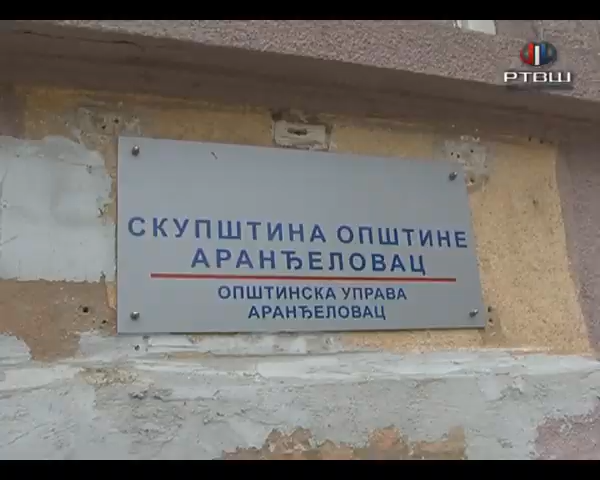 РТВШ
СКУПШТИНА ОПШТИНЕ
АРАНЂЕЛОВАЦ
ОПШТИНСКА УПРАВА
АРАНЂЕЛОВАЦ